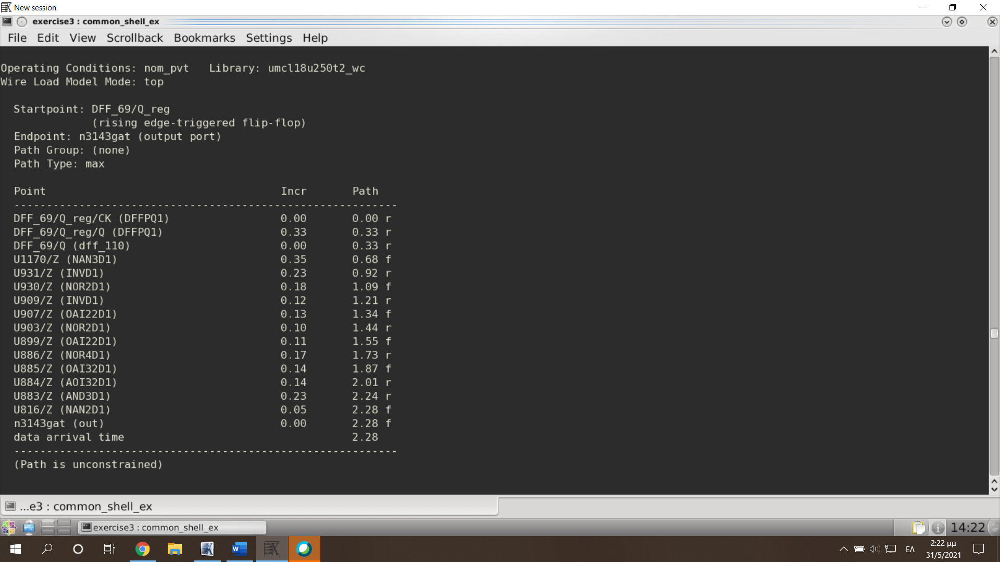 New session
exercise3 : common_shell_ex
File Edit View Scrollback Bookmarks Settings Help
Operating Conditions: nom_pvt   Library: umcl18u250t2_wc
Wire Load Model Mode: top
Startpoint: DFF_69/Q_reg
(rising edge-triggered flip-flop)
Endpoint: n3143gat (output port)
Path Group: (none)
Path Type: max
Point Incr Path
------------------------------------------------------------
DFF_69/Q_reg/CK (DFFPQ1) 0.00 0.00 r
DFF_69/Q_reg/Q (DFFPQ1) 0.33 0.33 r
DFF_69/Q (dff_110) 0.00 0.33 r
U1170/Z (NAN3D1) 0.35 0.68 f
U931/Z (INVD1) 0.23 0.92 r
U930/Z (NOR2D1) 0.18 1.09 f
U909/Z (INVD1) 0.12 1.21 r
U907/Z (OAI22D1) 0.13 1.34 f
U903/Z (NOR2D1) 0.10 1.44 r
U899/Z (OAI22D1) 0.11 1.55 f
U886/Z (NOR4D1) 0.17 1.73 r
U885/Z (OAI32D1) 0.14 1.87 f
U884/Z (AOI32D1) 0.14 2.01 r
U883/Z (AND3D1) 0.23 2.24 r
U816/Z (NAN2D1) 0.05 2.28 f
n3143gat (out) 0.00 2.28 f
data arrival time 2.28
------------------------------------------------------------
(Path is unconstrained)
...e3 : common_shell_ex
exercise3 : common_shell_ex
14:22
ΕΛ
2:22 μμ
31/5/2021